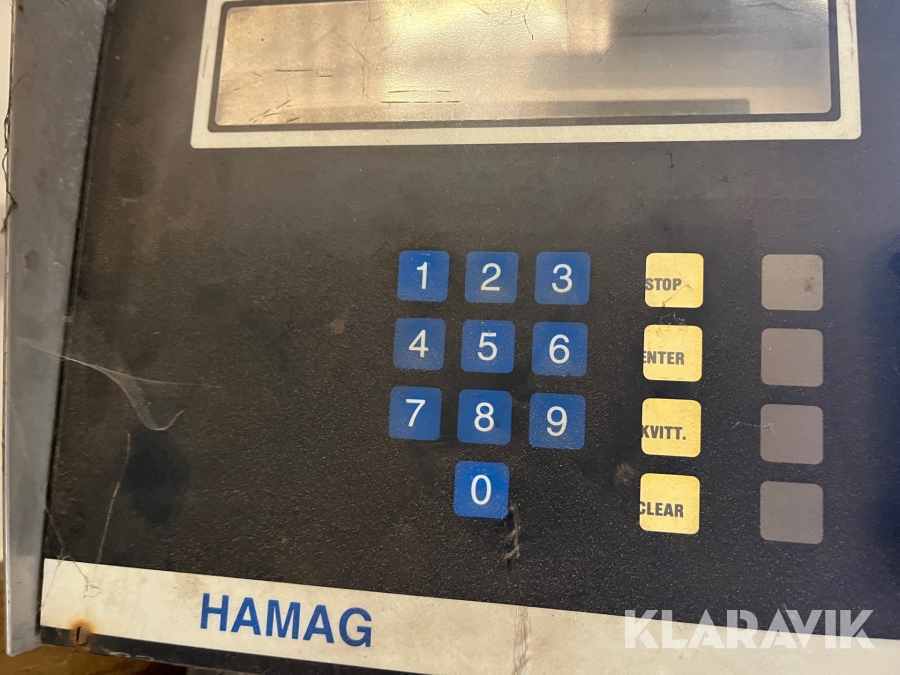 1 2 3 STOP
4 5 6 ENTER
7 8 9 KVITT.
0 CLEAR
HAMAG
KLARAVIK